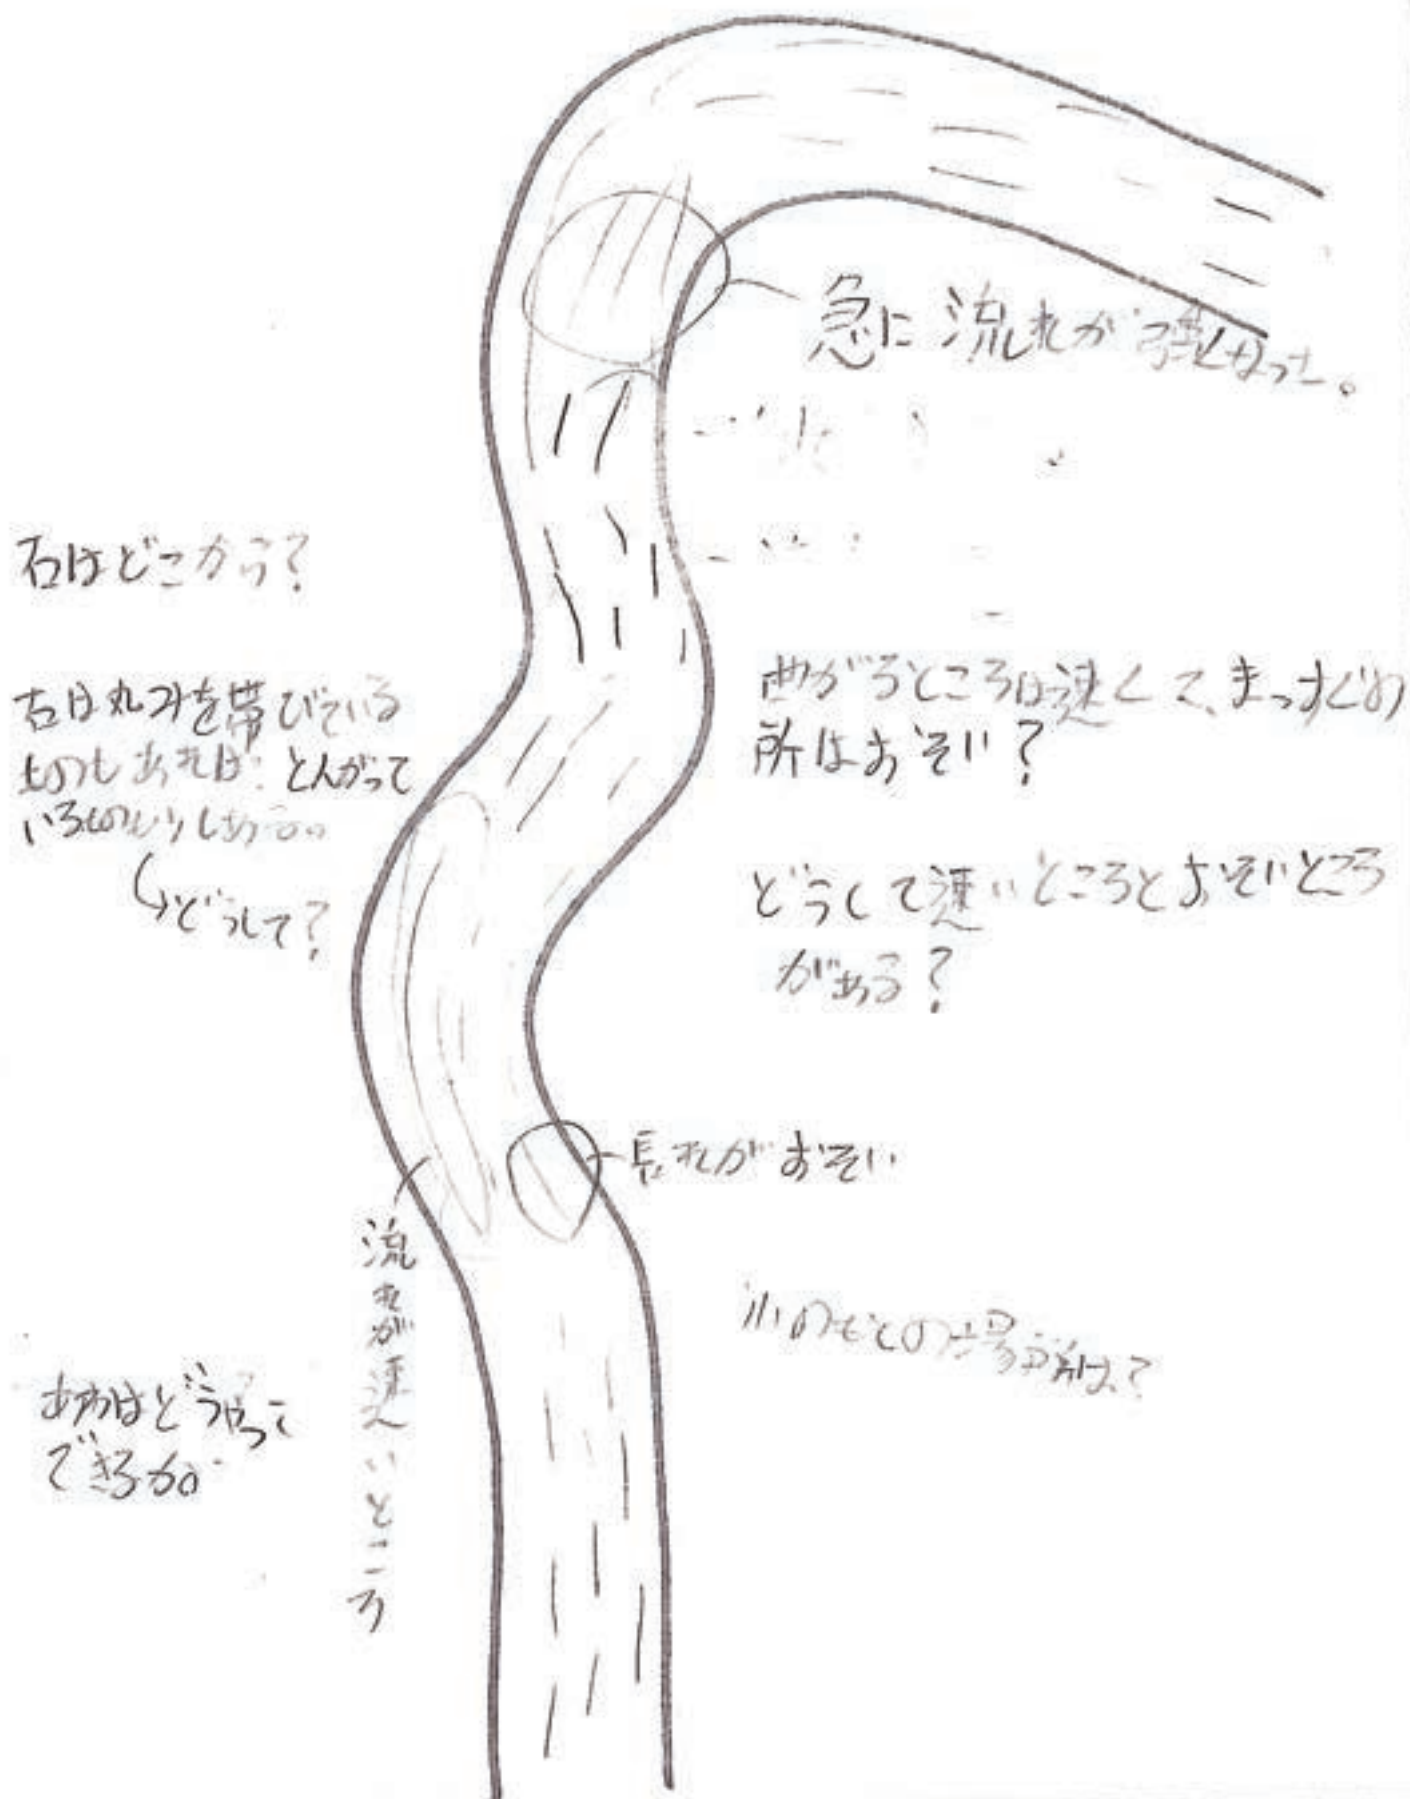 急に流れが強くなった。
石はどこから?
石は丸みを帯びている
ものもあれば、とんがって
いるものもある。
どうして?
曲がるところは速くて、まっすぐの
所はおそい?
どうして速いところとおそいところ
がある?
流れがおそい
流れが速いところ
川のもとの場所は?
あわはどうやって
できるか